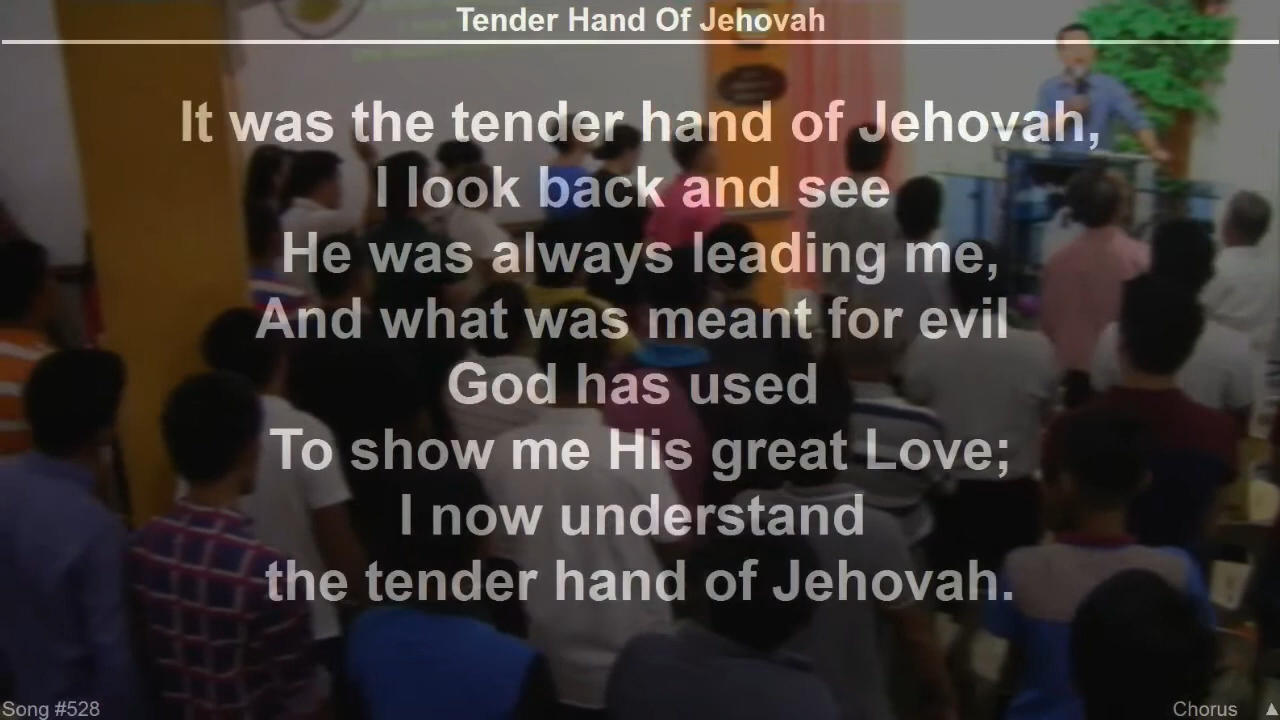 Tender Hand Of Jehovah
It was the tender hand of Jehovah,
I look back and see
He was always leading me,
And what was meant for evil
God has used
To show me His great Love;
I now understand
the tender hand of Jehovah.
Song #528
Chorus ▲